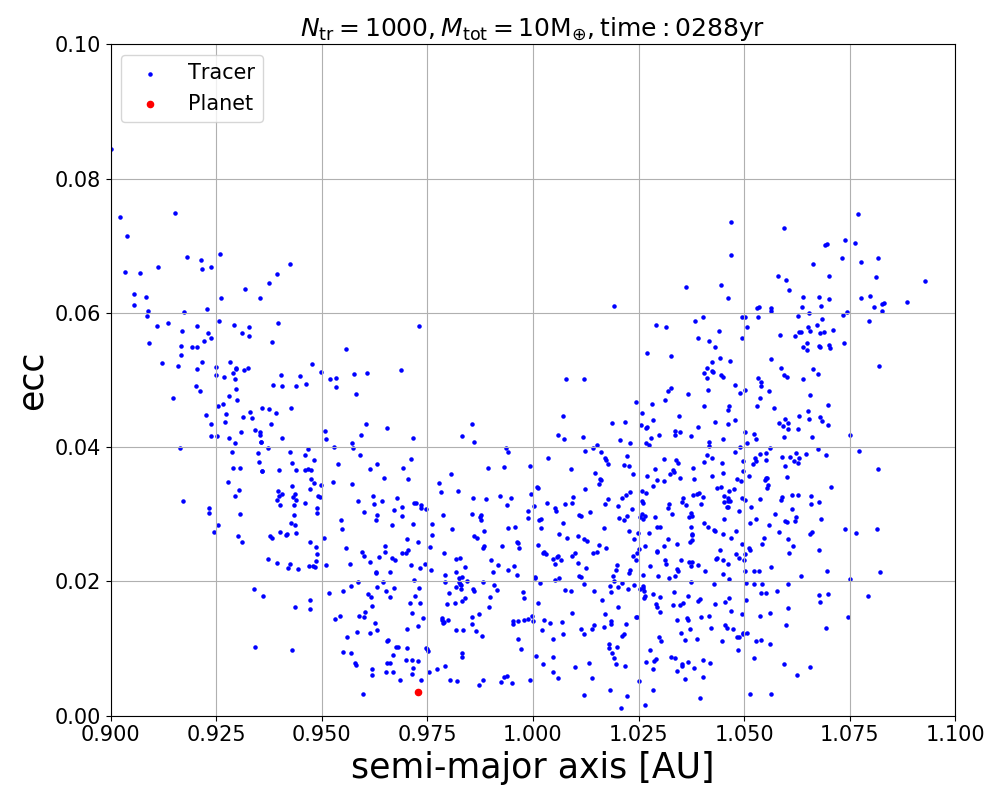 N_tr = 1000, M_tot = 10M_⊕, time : 0288yr
Tracer
Planet
ecc
0.10
0.08
0.06
0.04
0.02
0.00
0.900 0.925 0.950 0.975 1.000 1.025 1.050 1.075 1.100
semi-major axis [AU]